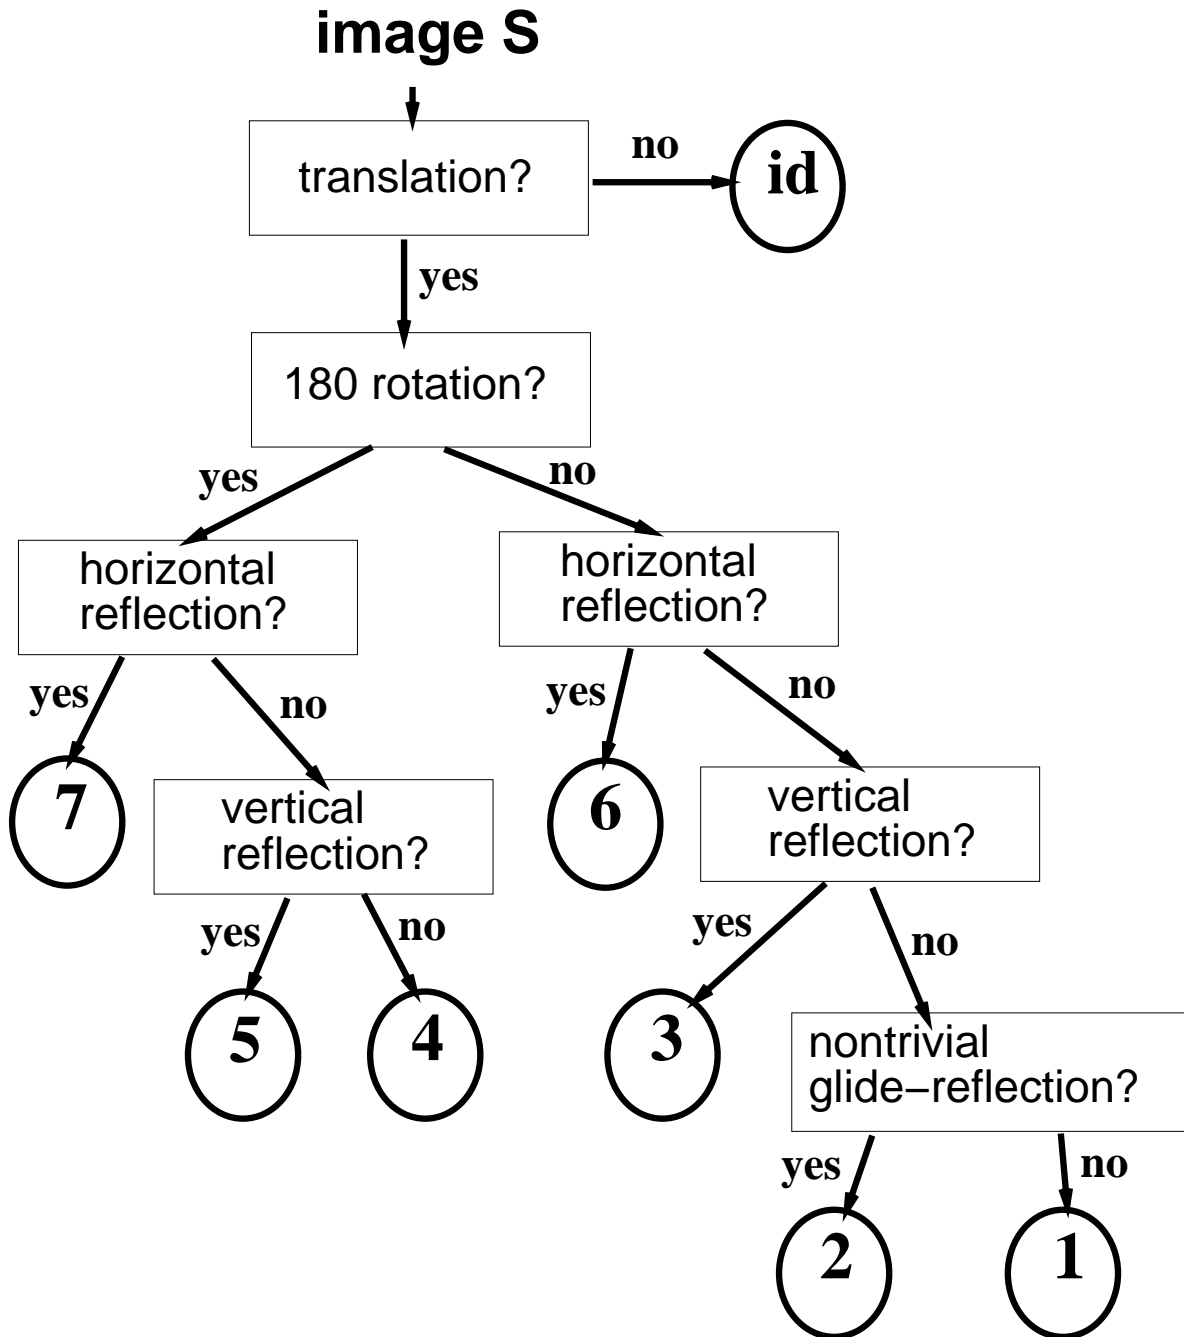 image S
translation?
no
id
yes
180 rotation?
yes
no
horizontal
reflection?
horizontal
reflection?
yes
no
yes
no
7
vertical
reflection?
6
vertical
reflection?
yes
no
yes
no
5
4
3
nontrivial
glide−reflection?
yes
no
2
1